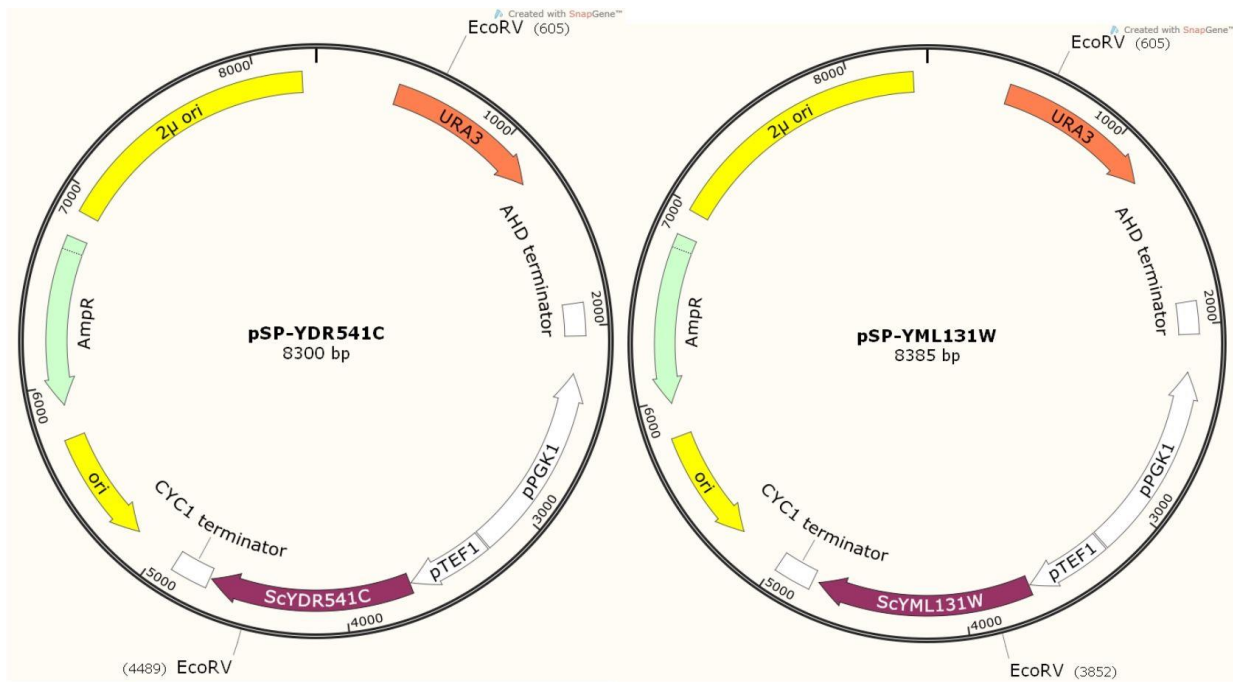 Created with SnapGene™
EcoRV (605)
8000
2μ ori
URA3
1000
7000
AHD terminator
AmpR
2000
pSP-YDR541C
8300 bp
6000
ori
CYC1 terminator
pPGK1
3000
pTEF1
5000
ScYDR541C
4000
(4489) EcoRV
Created with SnapGene™
EcoRV (605)
8000
2μ ori
URA3
1000
7000
AHD terminator
AmpR
2000
pSP-YML131W
8385 bp
6000
ori
CYC1 terminator
pPGK1
3000
pTEF1
5000
ScYML131W
4000
EcoRV (3852)